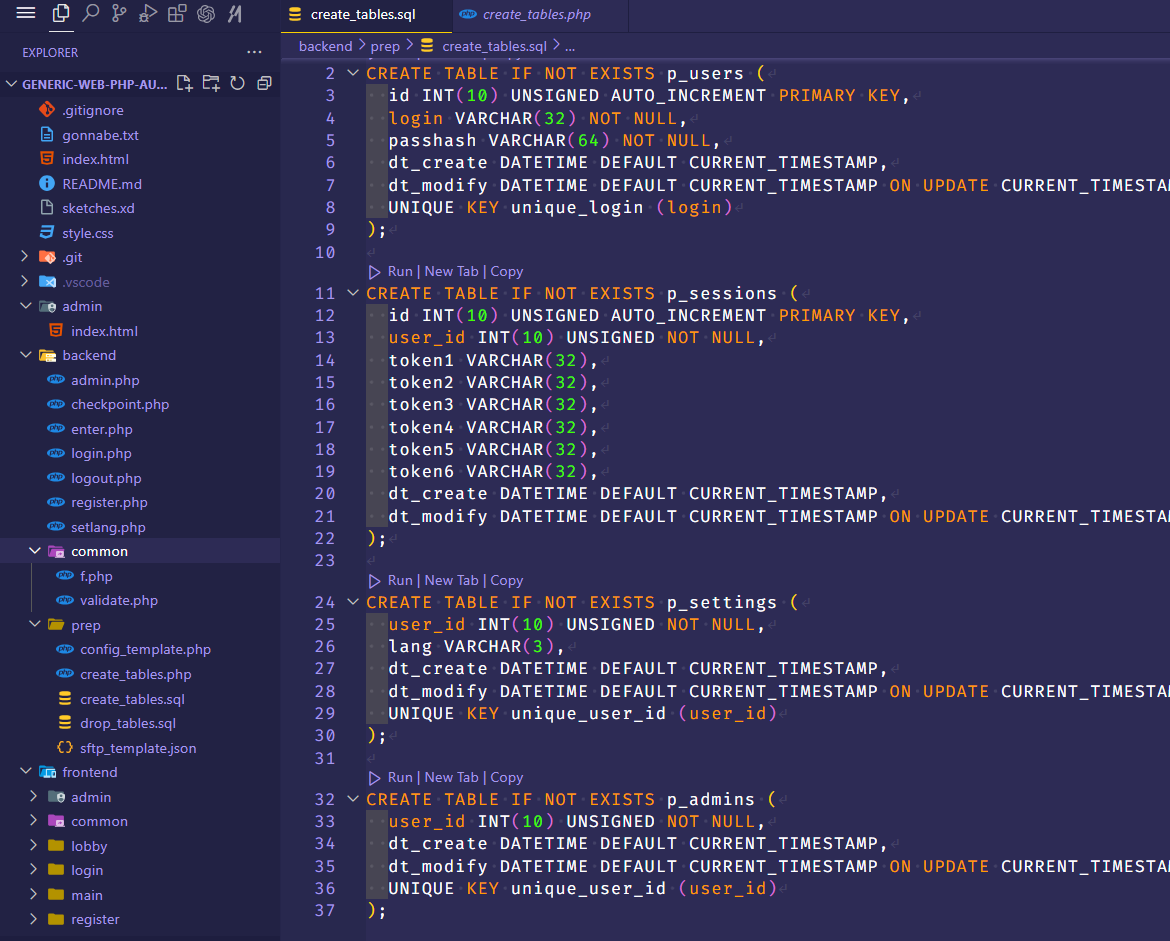 create_tables.sql
create_tables.php
EXPLORER
backend > prep > create_tables.sql > ...
GENERIC-WEB-PHP-AU...
.gitignore
gonnabe.txt
index.html
README.md
sketches.xd
style.css
.git
.vscode
admin
index.html
backend
admin.php
checkpoint.php
enter.php
login.php
logout.php
register.php
setlang.php
common
f.php
validate.php
prep
config_template.php
create_tables.php
create_tables.sql
drop_tables.sql
sftp_template.json
frontend
admin
common
lobby
login
main
register
2 CREATE TABLE IF NOT EXISTS p_users (
3 id INT(10) UNSIGNED AUTO_INCREMENT PRIMARY KEY,
4 login VARCHAR(32) NOT NULL,
5 passhash VARCHAR(64) NOT NULL,
6 dt_create DATETIME DEFAULT CURRENT_TIMESTAMP,
7 dt_modify DATETIME DEFAULT CURRENT_TIMESTAMP ON UPDATE CURRENT_TIMESTA
8 UNIQUE KEY unique_login (login)
9 );
10
Run | New Tab | Copy
11 CREATE TABLE IF NOT EXISTS p_sessions (
12 id INT(10) UNSIGNED AUTO_INCREMENT PRIMARY KEY,
13 user_id INT(10) UNSIGNED NOT NULL,
14 token1 VARCHAR(32),
15 token2 VARCHAR(32),
16 token3 VARCHAR(32),
17 token4 VARCHAR(32),
18 token5 VARCHAR(32),
19 token6 VARCHAR(32),
20 dt_create DATETIME DEFAULT CURRENT_TIMESTAMP,
21 dt_modify DATETIME DEFAULT CURRENT_TIMESTAMP ON UPDATE CURRENT_TIMESTA
22 );
23
Run | New Tab | Copy
24 CREATE TABLE IF NOT EXISTS p_settings (
25 user_id INT(10) UNSIGNED NOT NULL,
26 lang VARCHAR(3),
27 dt_create DATETIME DEFAULT CURRENT_TIMESTAMP,
28 dt_modify DATETIME DEFAULT CURRENT_TIMESTAMP ON UPDATE CURRENT_TIMESTA
29 UNIQUE KEY unique_user_id (user_id)
30 );
31
Run | New Tab | Copy
32 CREATE TABLE IF NOT EXISTS p_admins (
33 user_id INT(10) UNSIGNED NOT NULL,
34 dt_create DATETIME DEFAULT CURRENT_TIMESTAMP,
35 dt_modify DATETIME DEFAULT CURRENT_TIMESTAMP ON UPDATE CURRENT_TIMESTA
36 UNIQUE KEY unique_user_id (user_id)
37 );